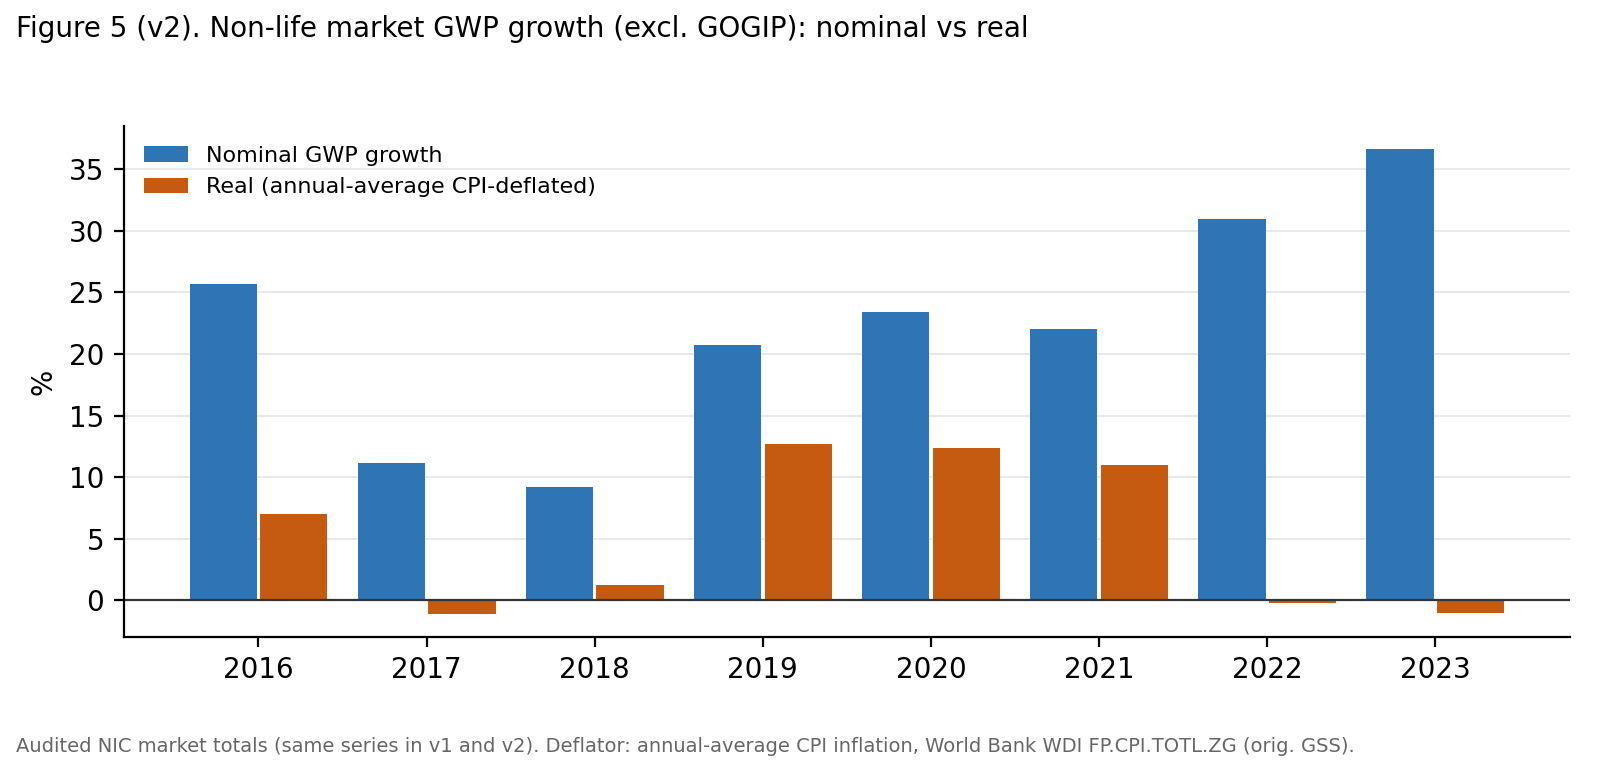 Figure 5 (v2). Non-life market GWP growth (excl. GOGIP): nominal vs real
Nominal GWP growth
Real (annual-average CPI-deflated)
%
35
30
25
20
15
10
5
0
2016 2017 2018 2019 2020 2021 2022 2023
Audited NIC market totals (same series in v1 and v2). Deflator: annual-average CPI inflation, World Bank WDI FP.CPI.TOTL.ZG (orig. GSS).